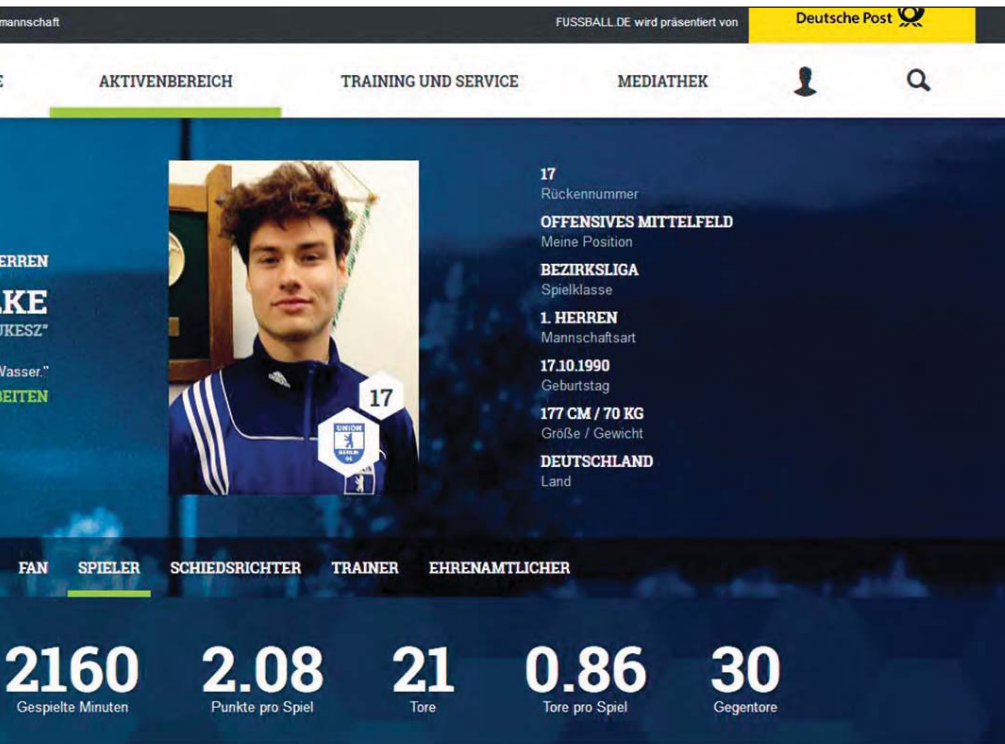 mannschaft
FUSSBALL.DE wird präsentiert von
Deutsche Post
E
AKTIVENBEREICH
TRAINING UND SERVICE
MEDIATHEK
ERREN
LKE
UKESZ"
Wasser."
BEITEN
17
Rückennummer
OFFENSIVES MITTELFELD
Meine Position
BEZIRKSLIGA
Spielklasse
1. HERREN
Mannschaftsart
17.10.1990
Geburtstag
177 CM / 70 KG
Größe / Gewicht
DEUTSCHLAND
Land
17
UNION
BERLIN
06
FAN
SPIELER
SCHIEDSRICHTER
TRAINER
EHRENAMTLICHER
2160
Gespielte Minuten
2.08
Punkte pro Spiel
21
Tore
0.86
Tore pro Spiel
30
Gegentore